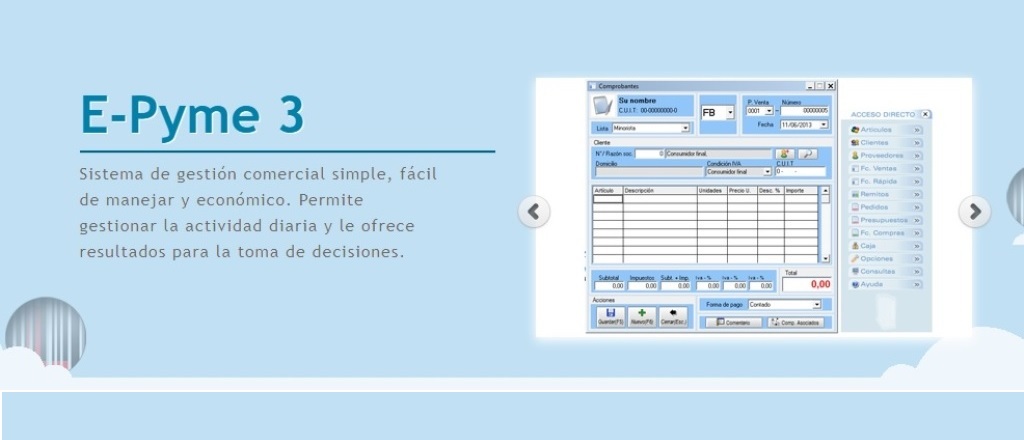 E-Pyme 3
Sistema de gestión comercial simple, fácil
de manejar y económico. Permite
gestionar la actividad diaria y le ofrece
resultados para la toma de decisiones.
Comprobantes
Su nombre
C.U.I.T: 00-00000000-0
Lista Minorista
FB
P. Venta Número
0001 - 00000005
Fecha 11/06/2013
Cliente
N°/ Razón soc. 0 Consumidor final,
Domicilio Condición IVA C.U.I.T
Consumidor final 0- -
Artículo Descripción Unidades Precio U. Desc. % Importe
Subtotal Impuestos Subt. + Imp. Iva - % Iva - % Iva - % Total
0,00 0,00 0,00 0,00 0,00 0,00 0,00
Acciones
Guardar(F5) Nuevo(F6) Cerrar(Esc.)
Forma de pago Contado
Comentario Comp. Asociados
ACCESO DIRECTO
Artículos
Clientes
Proveedores
Fc. Ventas
Fc. Rápida
Remitos
Pedidos
Presupuestos
Fc. Compras
Caja
Opciones
Consultas
Ayuda